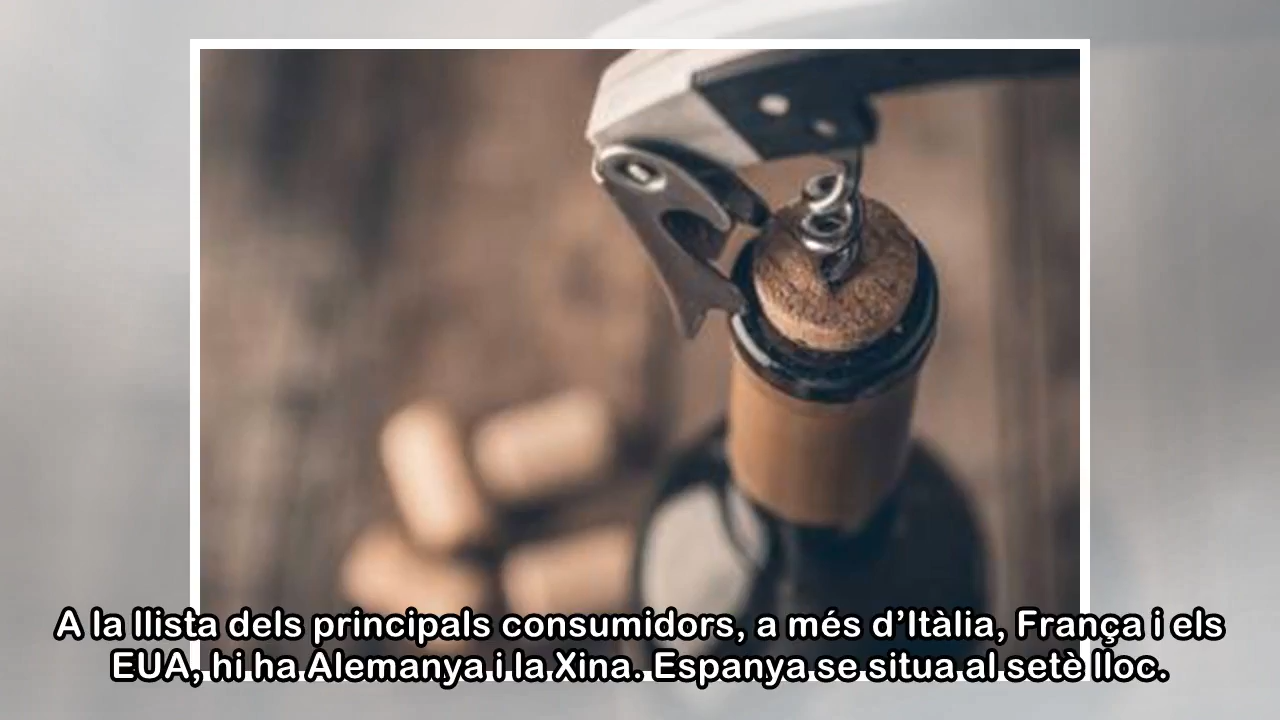 A la llista dels principals consumidors, a més d’Itàlia, França i els
EUA, hi ha Alemanya i la Xina. Espanya se situa al setè lloc.